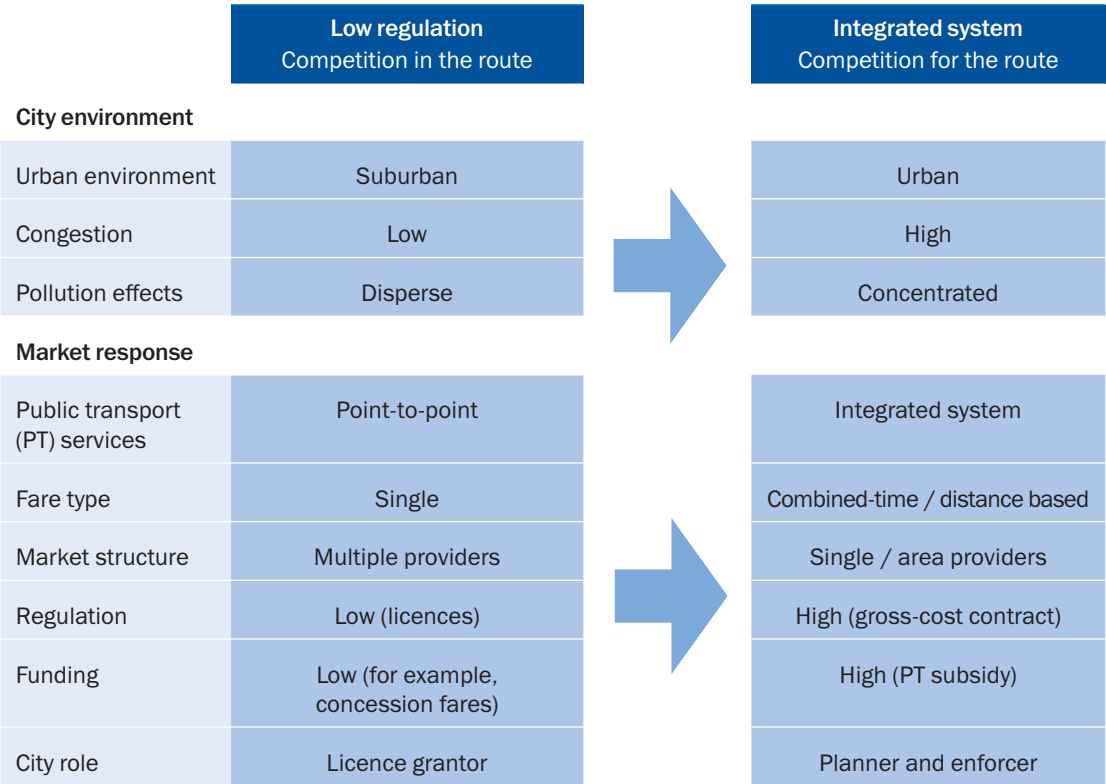 Low regulation
Competition in the route
Integrated system
Competition for the route
City environment
Urban environment Suburban Urban
Congestion Low High
Pollution effects Disperse Concentrated
Market response
Public transport
(PT) services
Point-to-point
Integrated system
Fare type Single Combined-time / distance based
Market structure Multiple providers Single / area providers
Regulation Low (licences) High (gross-cost contract)
Funding
Low (for example,
concession fares)
High (PT subsidy)
City role Licence grantor Planner and enforcer